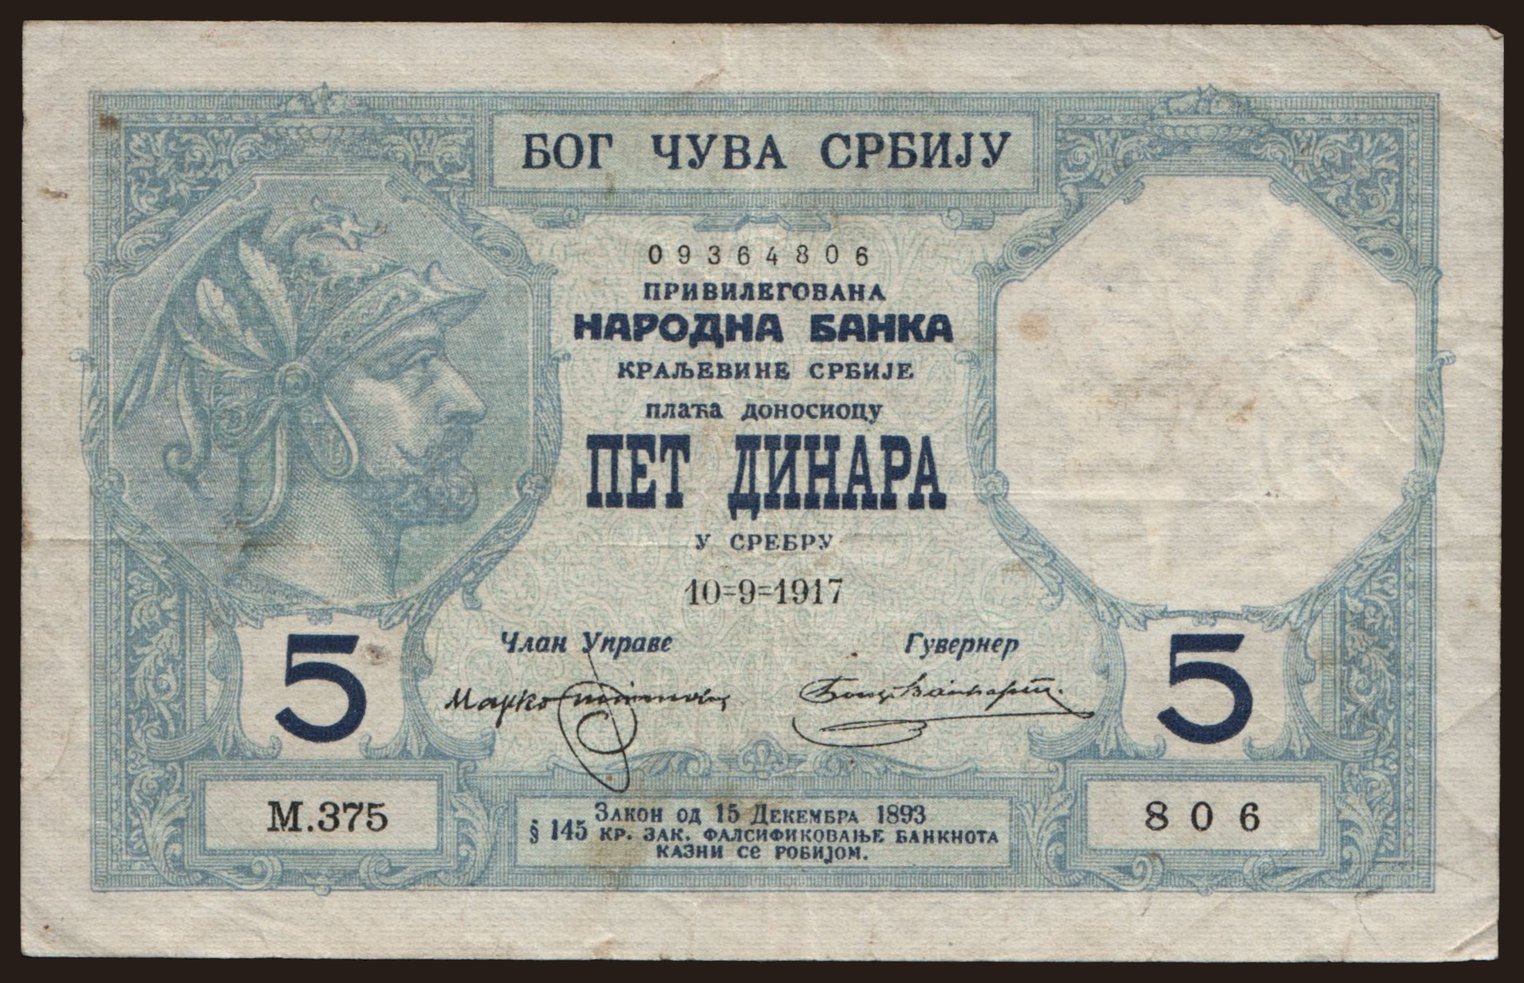 БОГ ЧУВА СРБИЈУ
09364806
ПРИВИЛЕГОВАНА
НАРОДНА БАНКА
КРАЉЕВИНЕ СРБИЈЕ
ПЛАЋА ДОНОСИОЦУ
ПЕТ ДИНАРА
У СРЕБРУ
10=9=1917
Члан Управе
Гувернер
Марко
5
5
М.375
ЗАКОН ОД 15 ДЕКЕМБРА 1893
§ 145 КР. ЗАК. ФАЛСИФИКОВАЊЕ БАНКНОТА
КАЗНИ СЕ РОБИЈОМ.
806